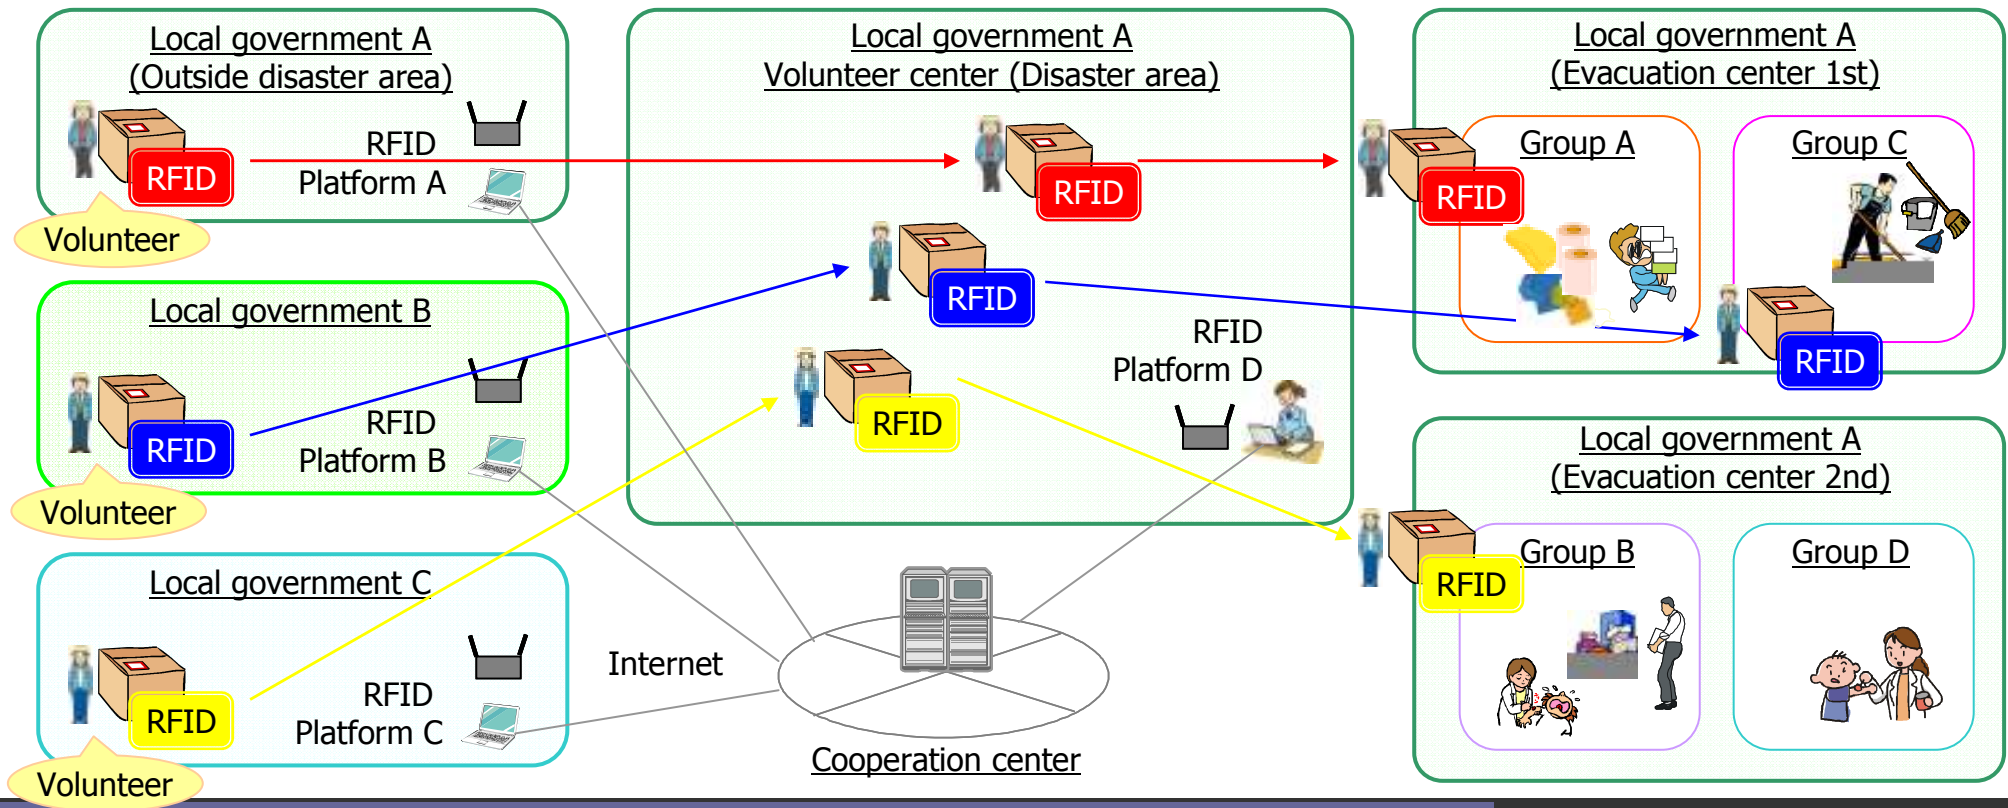 Local government A
(Outside disaster area)
RFID
RFID
Platform A
Volunteer
Local government B
RFID
RFID
Platform B
Volunteer
Local government C
RFID
RFID
Platform C
Volunteer
Local government A
Volunteer center (Disaster area)
RFID
RFID
RFID
RFID
Platform D
Internet
Cooperation center
Local government A
(Evacuation center 1st)
Group A
Group C
RFID
RFID
Local government A
(Evacuation center 2nd)
Group B
Group D
RFID